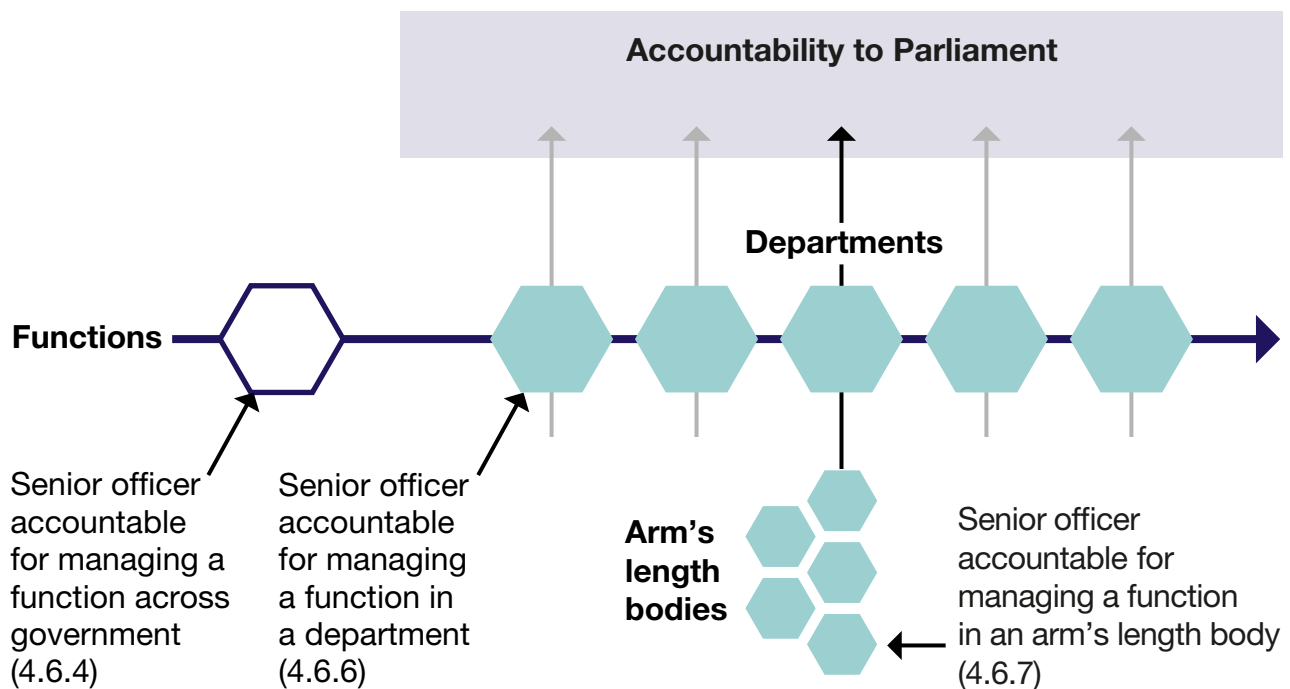 Accountability to Parliament
Departments
Functions
Senior officer
accountable
for managing a
function across
government
(4.6.4)
Senior officer
accountable
for managing
a function in
a department
(4.6.6)
Arm’s
length
bodies
Senior officer
accountable for
managing a function
in an arm’s length body
(4.6.7)